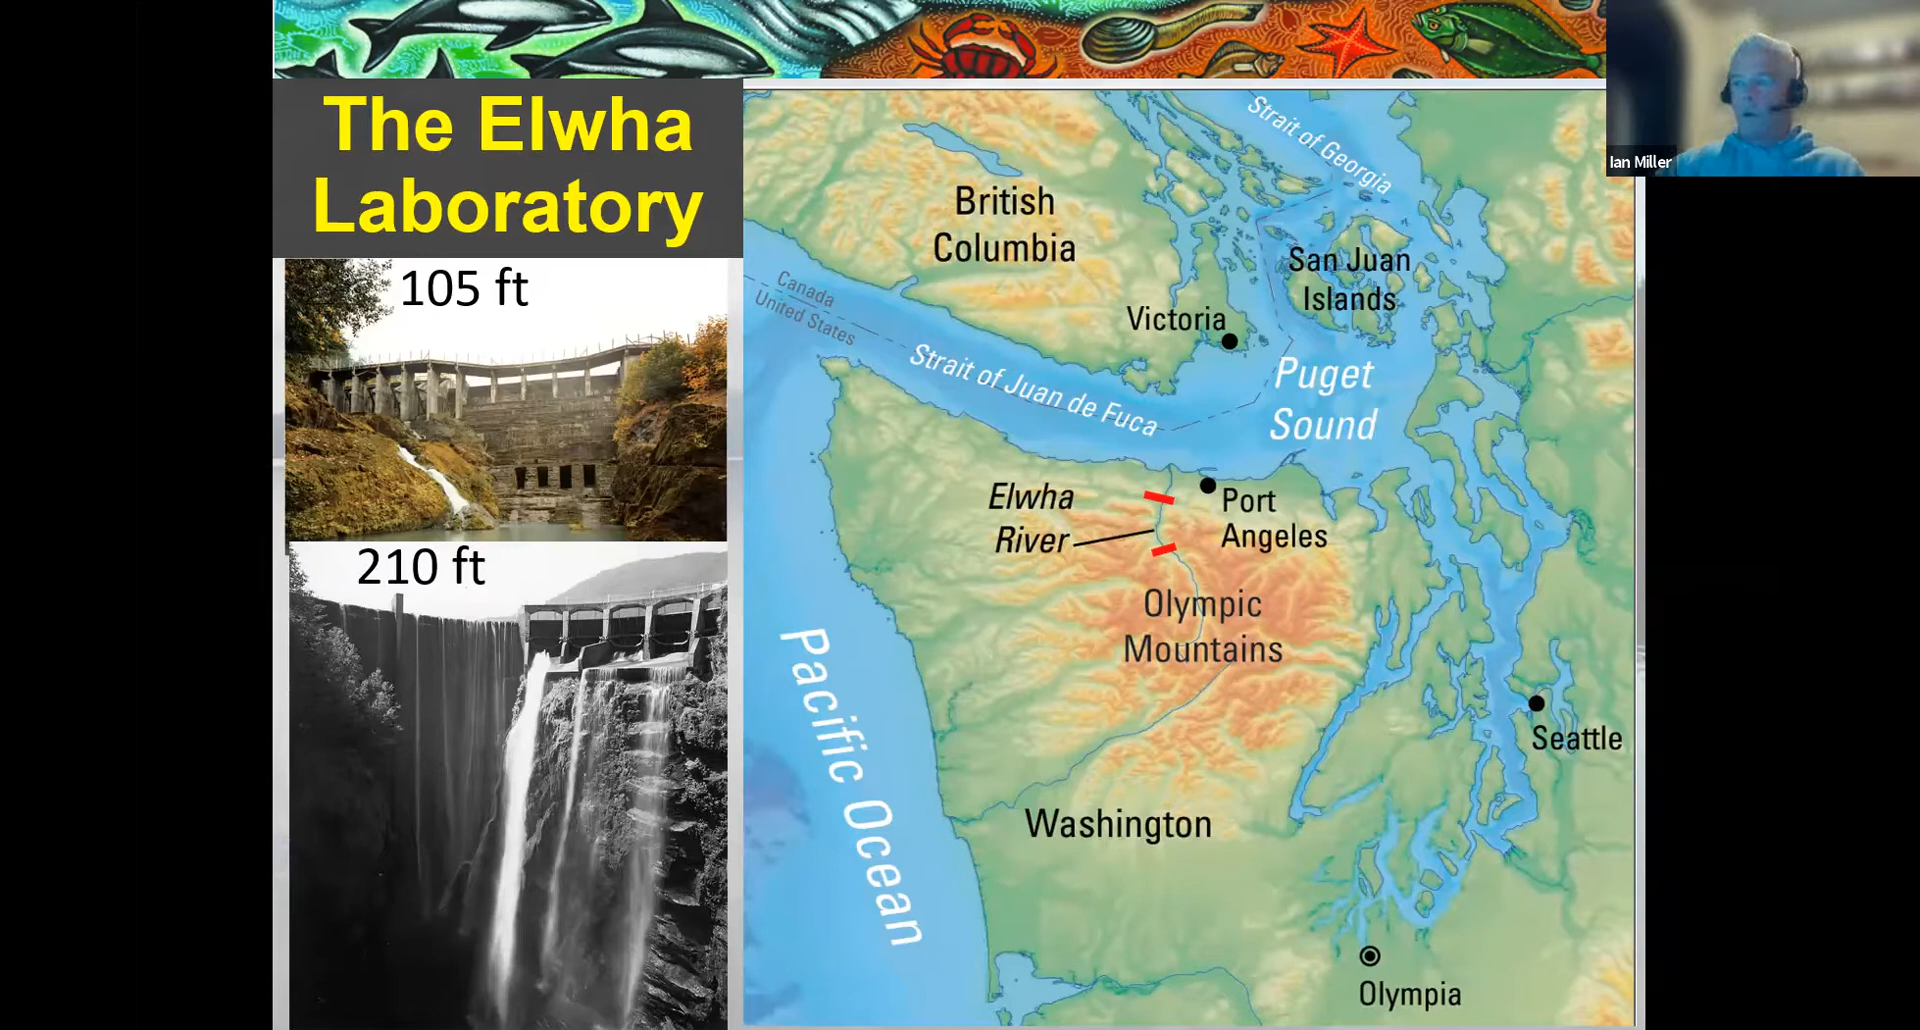 The Elwha
Laboratory
105 ft
210 ft
Strait of Georgia
British
Columbia
San Juan
Islands
Canada
United States
Victoria
Strait of Juan de Fuca
Puget
Sound
Elwha
River
Port
Angeles
Olympic
Mountains
Pacific Ocean
Seattle
Washington
Olympia
Ian Miller